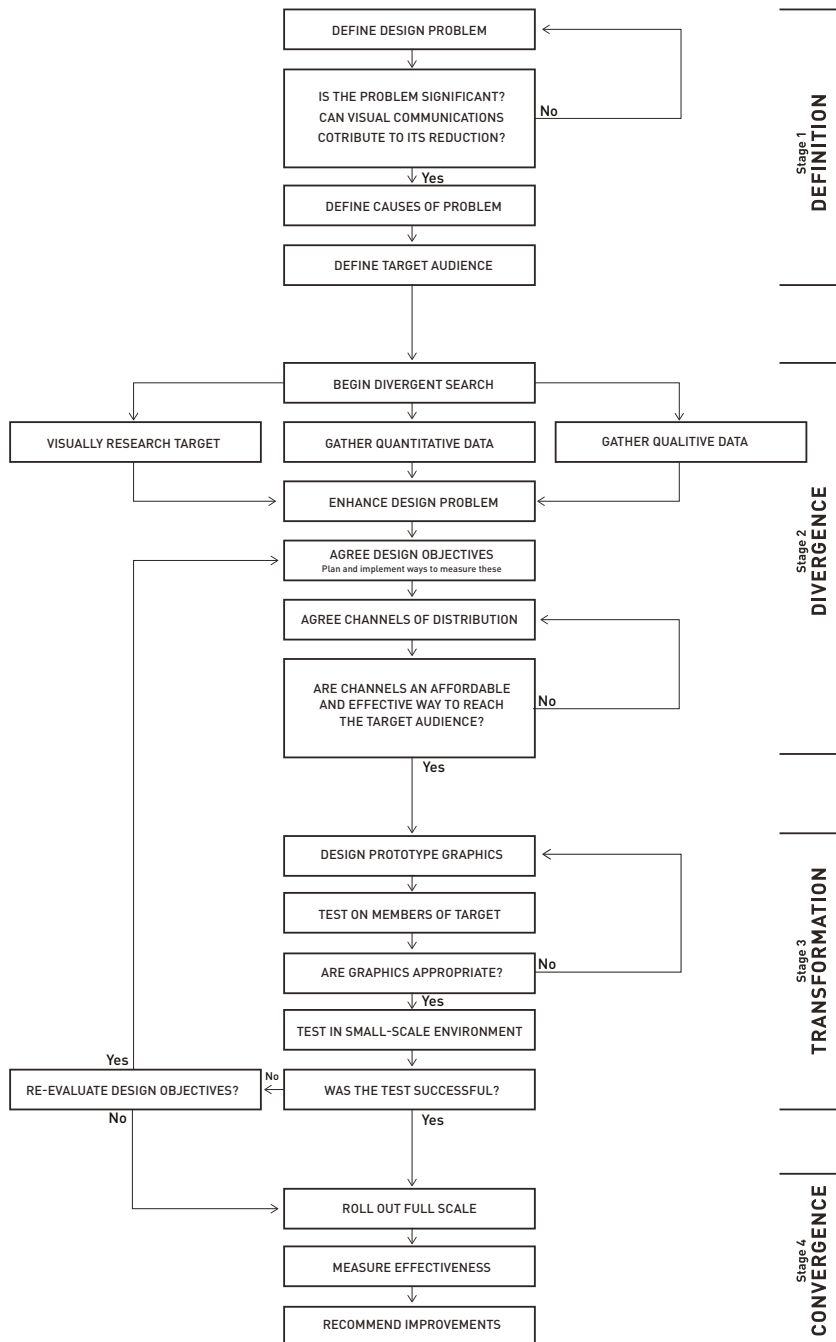 DEFINE DESIGN PROBLEM
IS THE PROBLEM SIGNIFICANT?
CAN VISUAL COMMUNICATIONS
COTRIBUTE TO ITS REDUCTION?
No
Yes
DEFINE CAUSES OF PROBLEM
DEFINE TARGET AUDIENCE
Stage 1
DEFINITION
BEGIN DIVERGENT SEARCH
VISUALLY RESEARCH TARGET
GATHER QUANTITATIVE DATA
GATHER QUALITIVE DATA
ENHANCE DESIGN PROBLEM
AGREE DESIGN OBJECTIVES
Plan and implement ways to measure these
AGREE CHANNELS OF DISTRIBUTION
ARE CHANNELS AN AFFORDABLE
AND EFFECTIVE WAY TO REACH
THE TARGET AUDIENCE?
No
Yes
Stage 2
DIVERGENCE
DESIGN PROTOTYPE GRAPHICS
TEST ON MEMBERS OF TARGET
ARE GRAPHICS APPROPRIATE?
No
Yes
TEST IN SMALL-SCALE ENVIRONMENT
WAS THE TEST SUCCESSFUL?
No
Yes
RE-EVALUATE DESIGN OBJECTIVES?
Yes
No
Stage 3
TRANSFORMATION
ROLL OUT FULL SCALE
MEASURE EFFECTIVENESS
RECOMMEND IMPROVEMENTS
Stage 4
CONVERGENCE